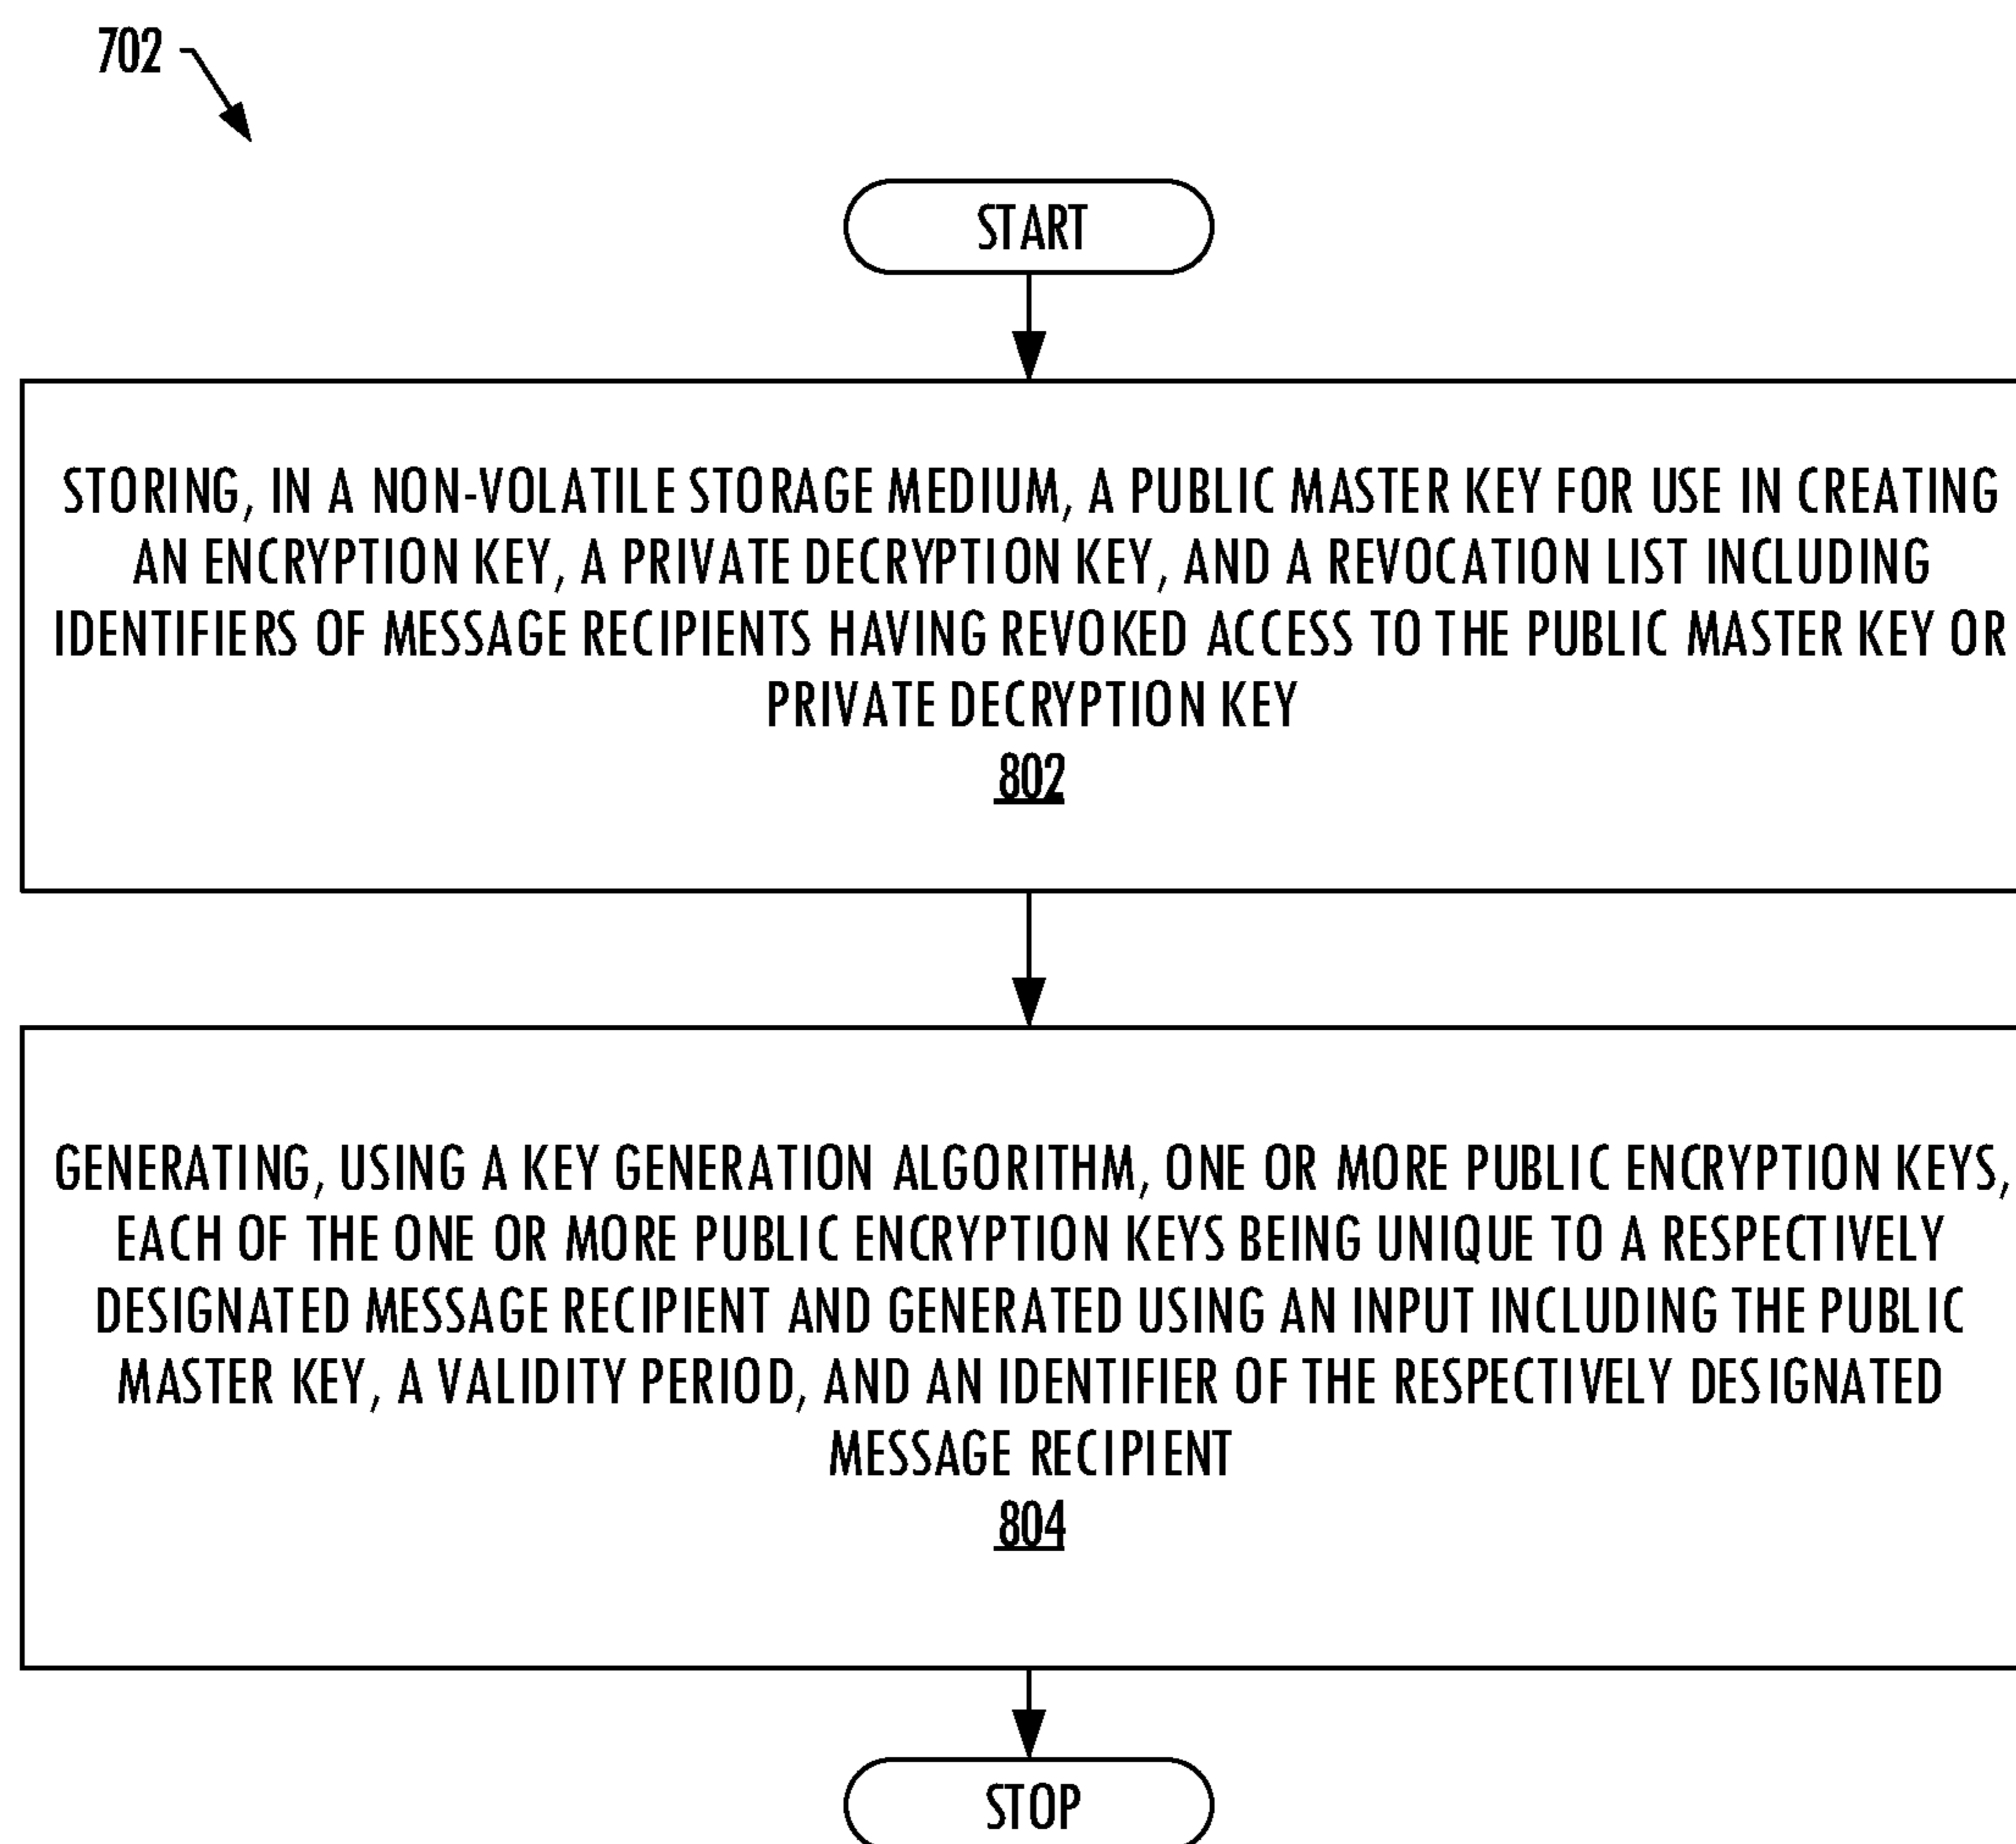 702
START
STORING, IN A NON-VOLATILE STORAGE MEDIUM, A PUBLIC MASTER KEY FOR USE IN CREATING
AN ENCRYPTION KEY, A PRIVATE DECRYPTION KEY, AND A REVOCATION LIST INCLUDING
IDENTIFIERS OF MESSAGE RECIPIENTS HAVING REVOKED ACCESS TO THE PUBLIC MASTER KEY OR
PRIVATE DECRYPTION KEY
802
GENERATING, USING A KEY GENERATION ALGORITHM, ONE OR MORE PUBLIC ENCRYPTION KEYS,
EACH OF THE ONE OR MORE PUBLIC ENCRYPTION KEYS BEING UNIQUE TO A RESPECTIVELY
DESIGNATED MESSAGE RECIPIENT AND GENERATED USING AN INPUT INCLUDING THE PUBLIC
MASTER KEY, A VALIDITY PERIOD, AND AN IDENTIFIER OF THE RESPECTIVELY DESIGNATED
MESSAGE RECIPIENT
804
STOP